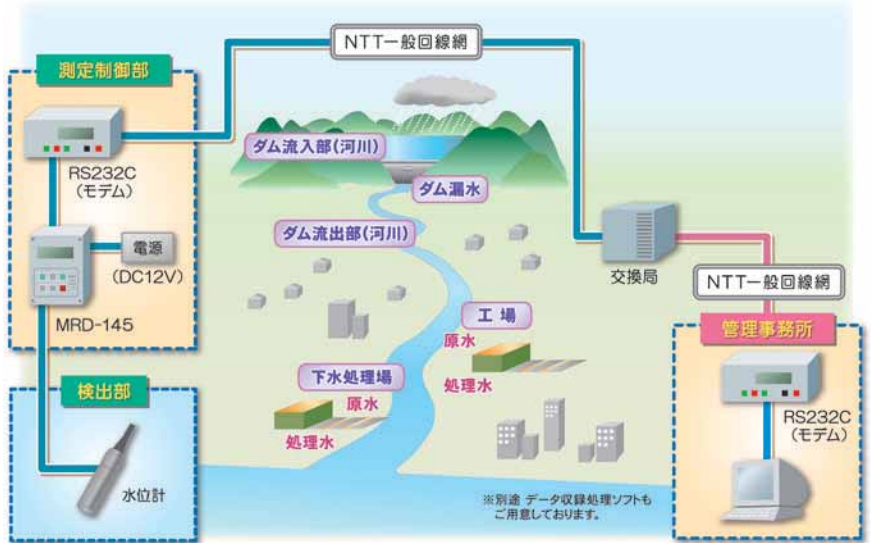 NTT一般回線網
測定制御部
RS232C
(モデム)
電源
(DC12V)
MRD-145
検出部
水位計
ダム流入部(河川)
ダム漏水
ダム流出部(河川)
工場
原水
処理水
下水処理場
原水
処理水
交換局
NTT一般回線網
管理事務所
RS232C
(モデム)
※別途 データ収録処理ソフトも
ご用意しております。